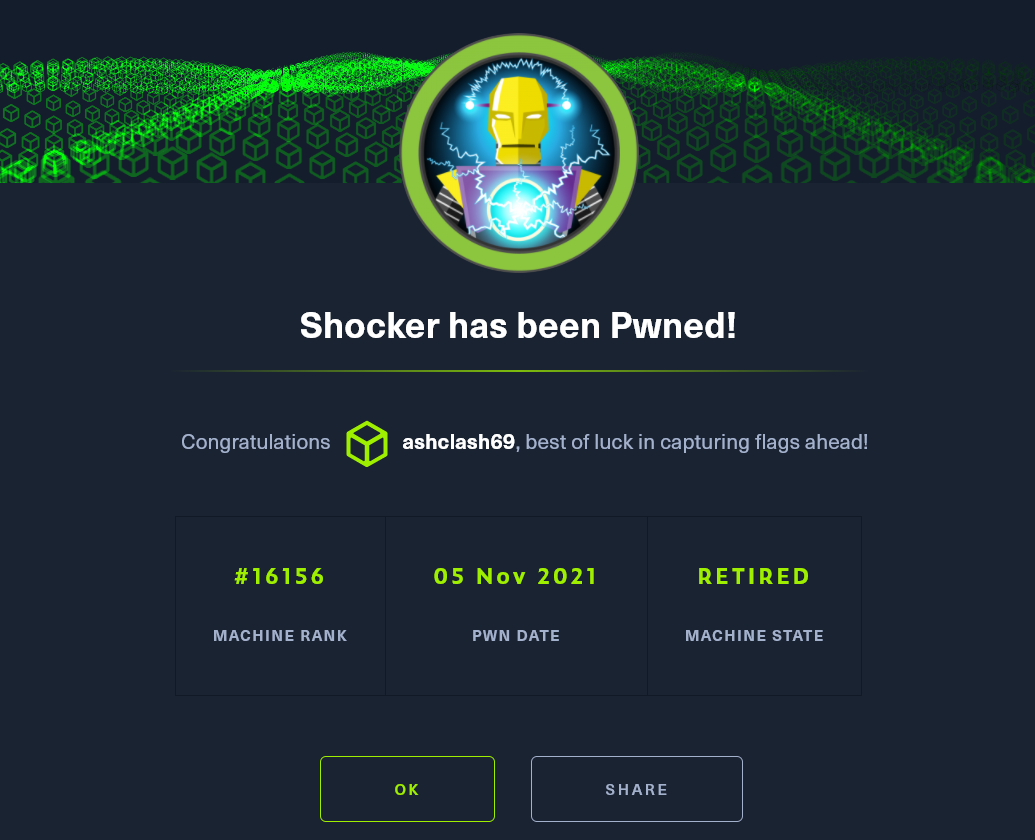 Shocker has been Pwned!
Congratulations ashclash69, best of luck in capturing flags ahead!
#16156 05 Nov 2021 RETIRED
MACHINE RANK PWN DATE MACHINE STATE
OK SHARE